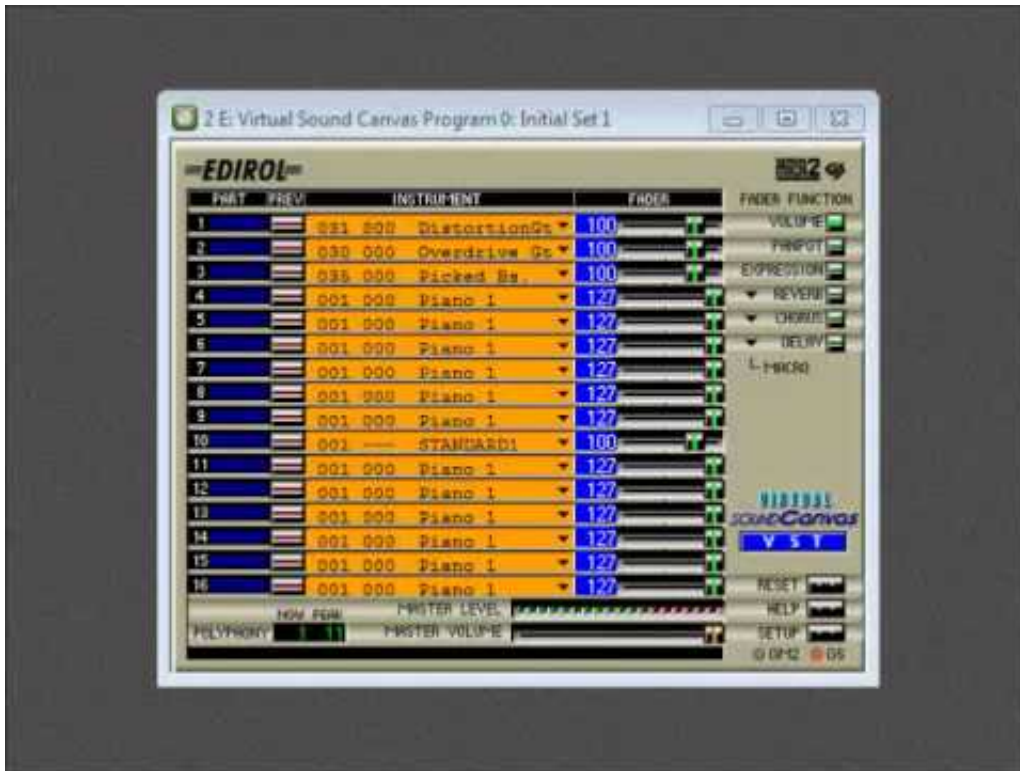 2 E: Virtual Sound Canvas Program 0: Initial Set 1
EDIROL
PART PREV INSTRUMENT FADER FADER FUNCTION
1 031 000 DistortionGt 100 VOLUME
2 030 000 Overdrive Gt 100 PANPOT
3 035 000 Picked Bs. 100 EXPRESSION
4 001 000 Piano 1 127 REVERB
5 001 000 Piano 1 127 CHORUS
6 001 000 Piano 1 127 DELAY
7 001 000 Piano 1 127 MACRO
8 001 000 Piano 1 127
9 001 000 Piano 1 127
10 001 --- STANDARD1 100
11 001 000 Piano 1 127
12 001 000 Piano 1 127
13 001 000 Piano 1 127
14 001 000 Piano 1 127
15 001 000 Piano 1 127
16 001 000 Piano 1 127
VIRTUAL
SOUND Canvas
VST
NOW PEAK MASTER LEVEL
POLYPHONY 1 11 MASTER VOLUME
RESET
HELP
SETUP
GM2 GS